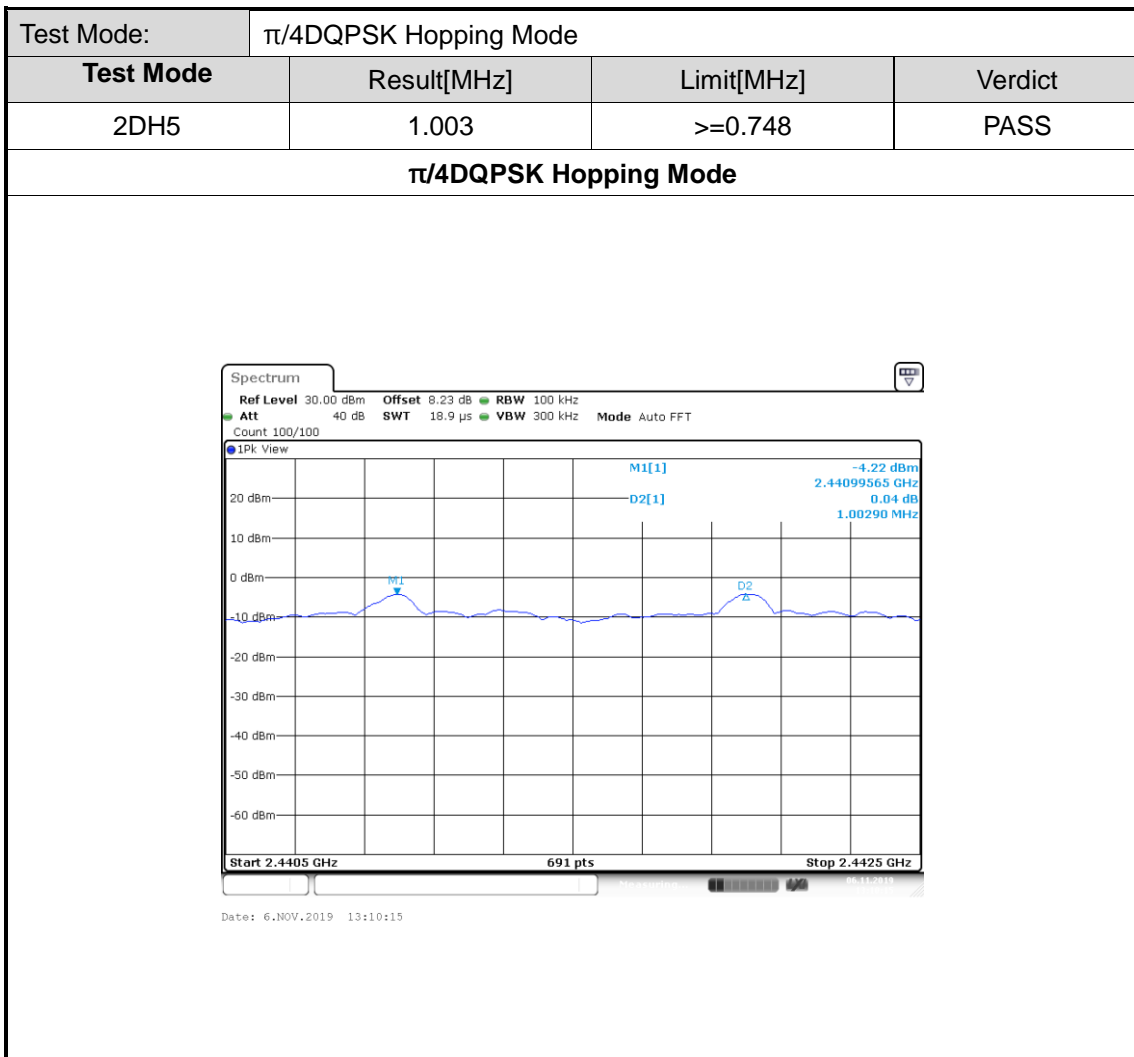 Test Mode: π/4DQPSK Hopping Mode
Test Mode Result[MHz] Limit[MHz] Verdict
2DH5 1.003 >=0.748 PASS
π/4DQPSK Hopping Mode
Spectrum
Ref Level 30.00 dBm Offset 8.23 dB RBW 100 kHz
Att 40 dB SWT 18.9 µs VBW 300 kHz Mode Auto FFT
Count 100/100
1Pk View
M1[1] -4.22 dBm
2.44099565 GHz
20 dBm D2[1] 0.04 dB
1.00290 MHz
10 dBm
0 dBm
M1 D2
-10 dBm
-20 dBm
-30 dBm
-40 dBm
-50 dBm
-60 dBm
Start 2.4405 GHz 691 pts Stop 2.4425 GHz
Measuring... 06.11.2019
Date: 6.NOV.2019 13:10:15